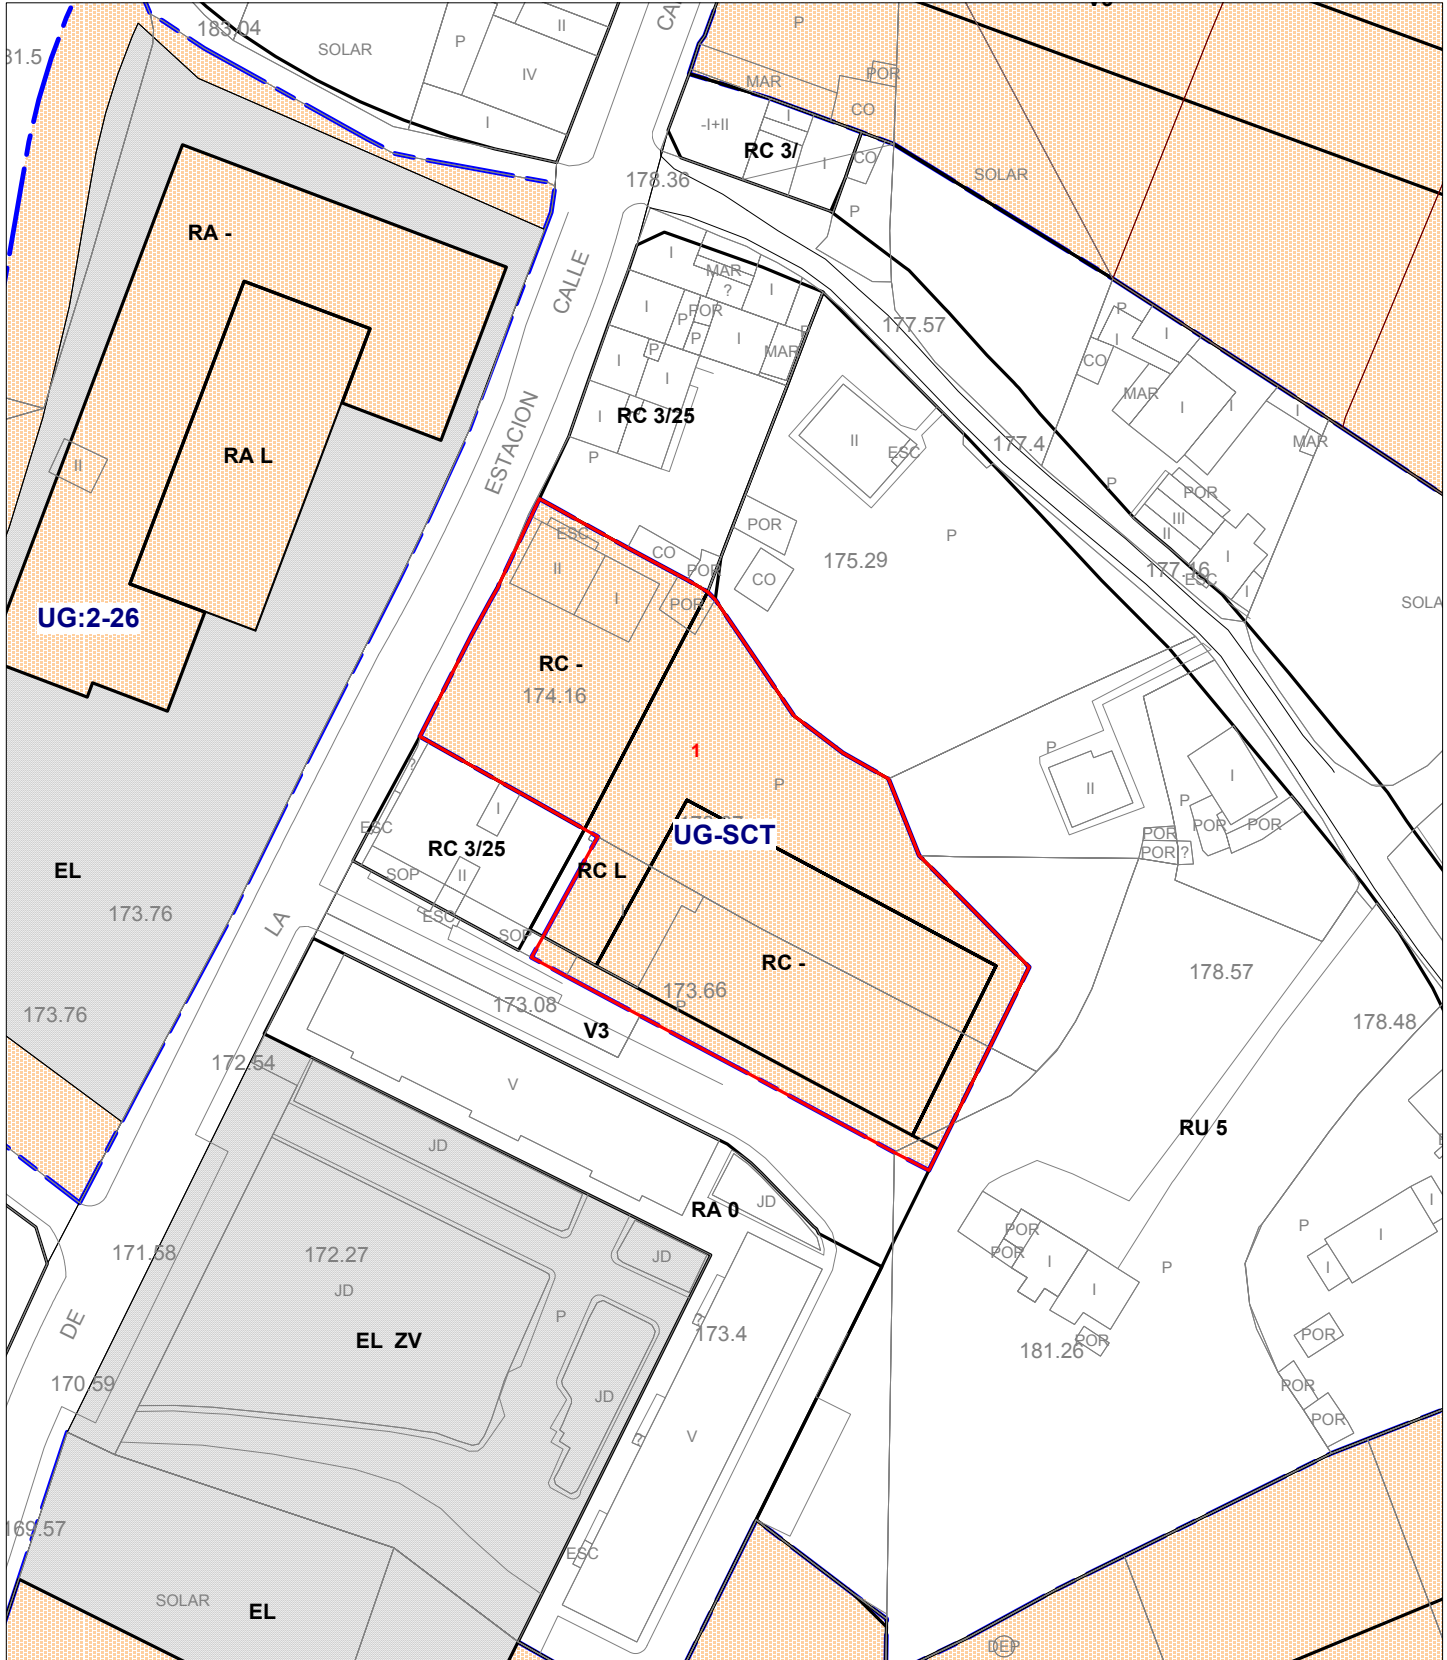 183.04
SOLAR
P
II
IV
I
P
MAR
POR
CO
31.5
-I+II
I
RC 3/
I
CO
178.36
SOLAR
P
RA -
CALLE
MAR
?
I
I
POR
P
P
I
MAR
177.57
P
I
CO
MAR
I
I
I
MAR
I
P
I
RC 3/25
I
P
II
ESC
177.4
P
RA L
II
ESTACION
POR
III
II
I
I
ESC
177.16
SOLA
ESC
II
I
CO
POR
POR
POR
CO
175.29
P
UG:2-26
RC -
174.16
1
P
UG-SCT
P
II
I
P
POR
POR
POR
POR ?
ESC
I
RC 3/25
II
SOP
ESC
SOP
RC L
I
EL
173.76
LA
RC -
173.66
P
178.57
173.76
173.08
V3
178.48
172.54
V
JD
RU 5
RA 0
JD
171.58
172.27
JD
JD
P
EL ZV
JD
DE
170.59
173.4
V
POR
POR
I
I
P
POR
181.26
P
I
I
I
POR
POR
POR
169.57
ESC
SOLAR
EL
DEP